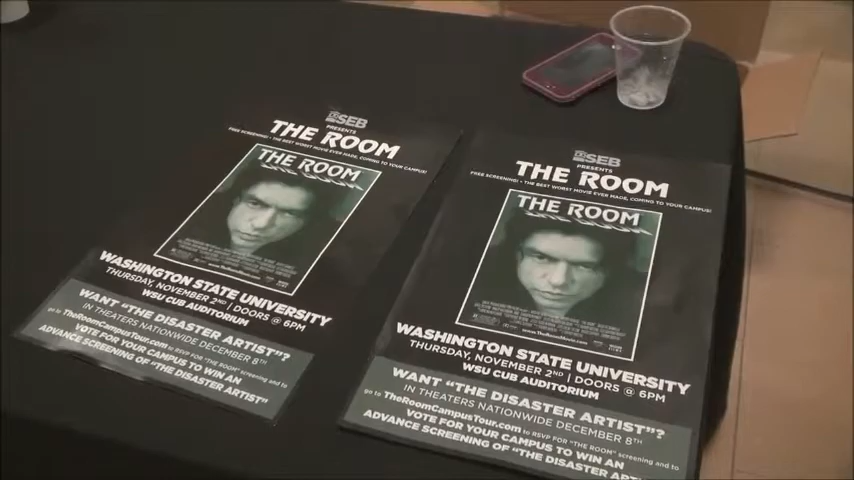 SEB
PRESENTS
THE ROOM
FREE SCREENING! • THE BEST WORST MOVIE EVER MADE, COMING TO YOUR CAMPUS!
THE ROOM
www.TheRoomMovie.com
WASHINGTON STATE UNIVERSITY
THURSDAY, NOVEMBER 2ND | DOORS @ 6PM
WSU CUB AUDITORIUM
WANT "THE DISASTER ARTIST"?
IN THEATERS NATIONWIDE DECEMBER 8TH
go to TheRoomCampusTour.com to RSVP for "THE ROOM" screening and to
VOTE FOR YOUR CAMPUS TO WIN AN
ADVANCE SCREENING OF "THE DISASTER ARTIST"
SEB
PRESENTS
THE ROOM
FREE SCREENING! • THE BEST WORST MOVIE EVER MADE, COMING TO YOUR CAMPUS!
THE ROOM
www.TheRoomMovie.com
WASHINGTON STATE UNIVERSITY
THURSDAY, NOVEMBER 2ND | DOORS @ 6PM
WSU CUB AUDITORIUM
WANT "THE DISASTER ARTIST"?
IN THEATERS NATIONWIDE DECEMBER 8TH
go to TheRoomCampusTour.com to RSVP for "THE ROOM" screening and to
VOTE FOR YOUR CAMPUS TO WIN AN
ADVANCE SCREENING OF "THE DISASTER ART